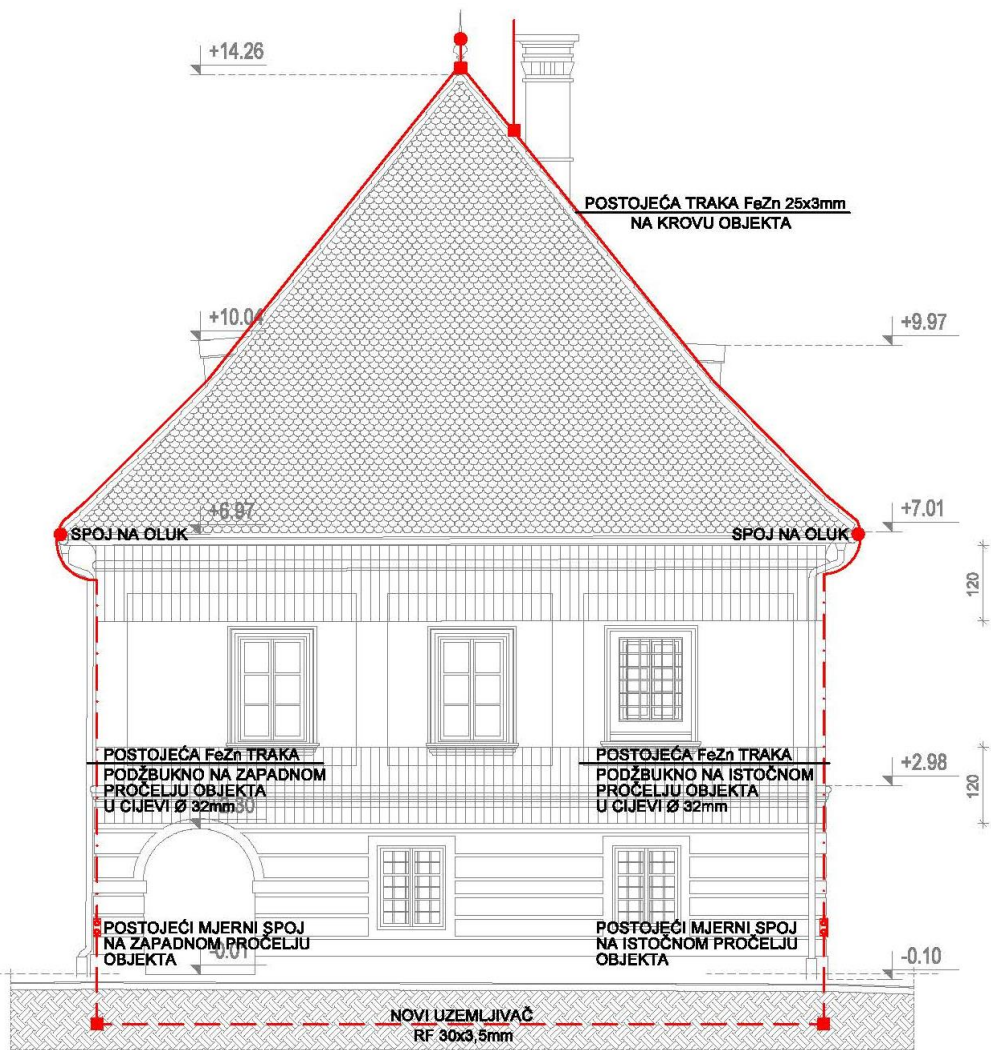 +14.26
POSTOJEĆA TRAKA FeZn 25x3mm
NA KROVU OBJEKTA
+10.04
+9.97
+6.97
+7.01
SPOJ NA OLUK
SPOJ NA OLUK
120
POSTOJEĆA FeZn TRAKA
PODŽBUKNO NA ZAPADNOM
PROČELJU OBJEKTA
U CIJEVI Ø 32mm
POSTOJEĆA FeZn TRAKA
PODŽBUKNO NA ISTOČNOM
PROČELJU OBJEKTA
U CIJEVI Ø 32mm
+2.98
120
POSTOJEĆI MJERNI SPOJ
NA ZAPADNOM PROČELJU
OBJEKTA
-0.01
POSTOJEĆI MJERNI SPOJ
NA ISTOČNOM PROČELJU
OBJEKTA
-0.10
NOVI UZEMLJIVAČ
RF 30x3,5mm